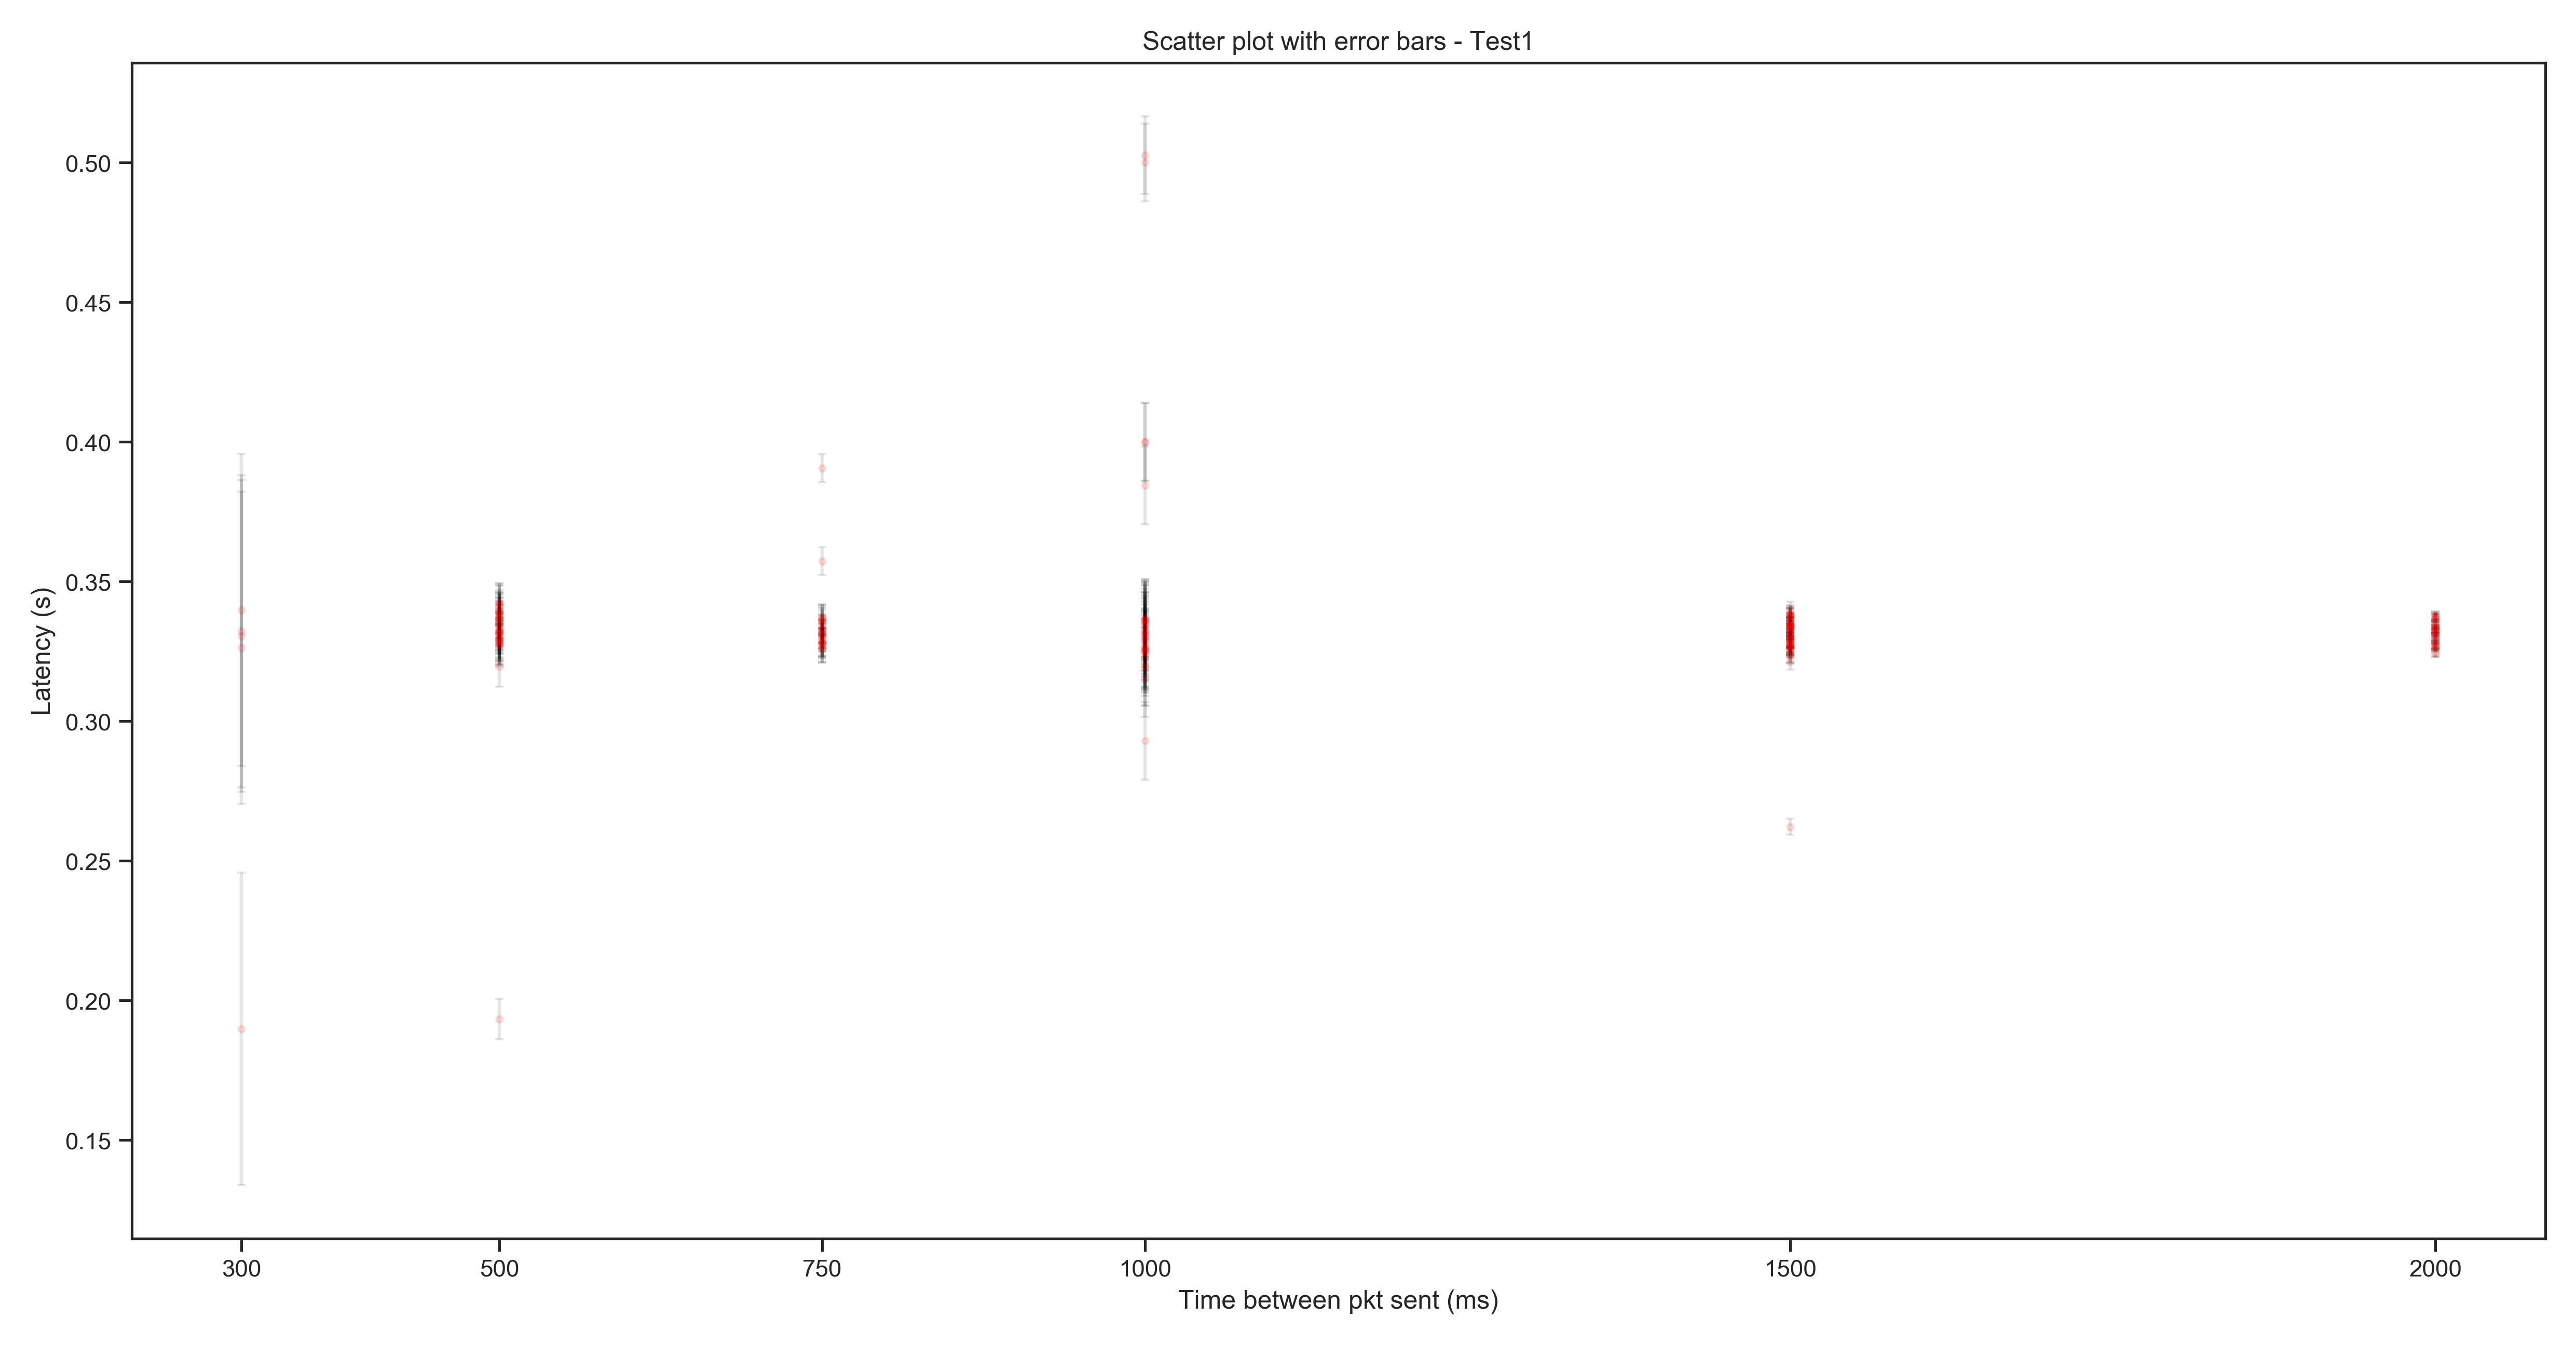 Scatter plot with error bars - Test1
0.50
0.45
0.40
0.35
0.30
0.25
0.20
0.15
Latency (s)
300 500 750 1000 1500 2000
Time between pkt sent (ms)